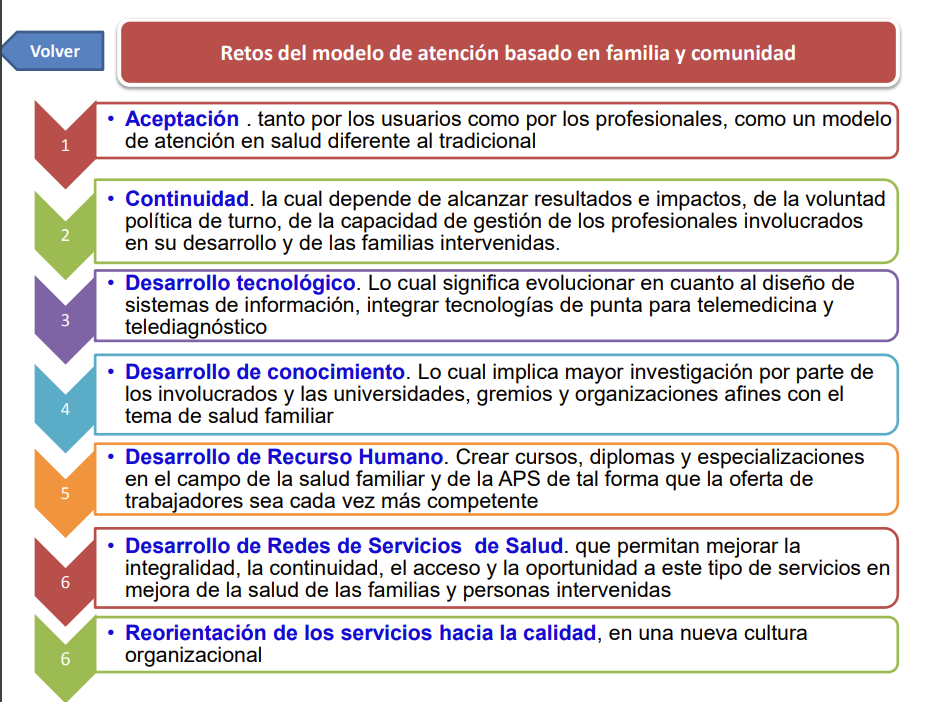 Volver
Retos del modelo de atención basado en familia y comunidad
1
• Aceptación . tanto por los usuarios como por los profesionales, como un modelo
de atención en salud diferente al tradicional
2
• Continuidad. la cual depende de alcanzar resultados e impactos, de la voluntad
política de turno, de la capacidad de gestión de los profesionales involucrados
en su desarrollo y de las familias intervenidas.
3
• Desarrollo tecnológico. Lo cual significa evolucionar en cuanto al diseño de
sistemas de información, integrar tecnologías de punta para telemedicina y
telediagnóstico
4
• Desarrollo de conocimiento. Lo cual implica mayor investigación por parte de
los involucrados y las universidades, gremios y organizaciones afines con el
tema de salud familiar
5
• Desarrollo de Recurso Humano. Crear cursos, diplomas y especializaciones
en el campo de la salud familiar y de la APS de tal forma que la oferta de
trabajadores sea cada vez más competente
6
• Desarrollo de Redes de Servicios  de Salud. que permitan mejorar la
integralidad, la continuidad, el acceso y la oportunidad a este tipo de servicios en
mejora de la salud de las familias y personas intervenidas
6
• Reorientación de los servicios hacia la calidad, en una nueva cultura
organizacional